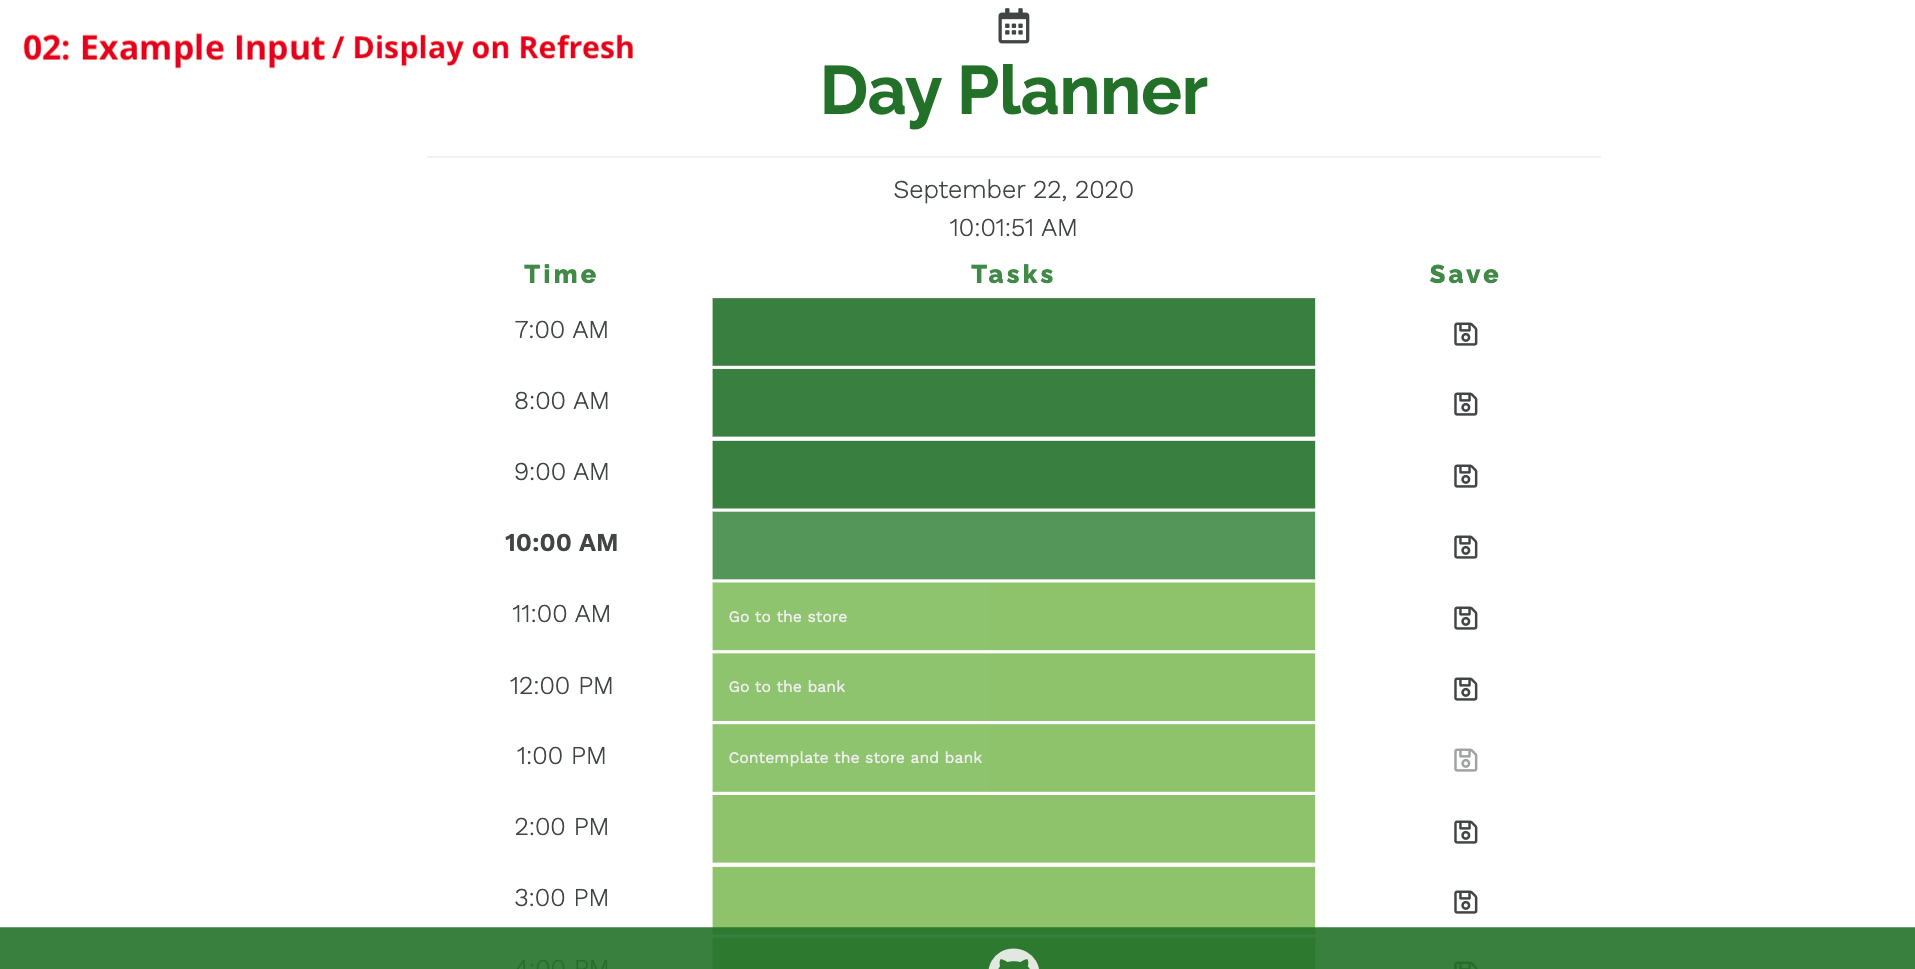 02: Example Input / Display on Refresh
Day Planner
September 22, 2020
10:01:51 AM
Time Tasks Save
7:00 AM
8:00 AM
9:00 AM
10:00 AM
11:00 AM Go to the store
12:00 PM Go to the bank
1:00 PM Contemplate the store and bank
2:00 PM
3:00 PM
4:00 PM